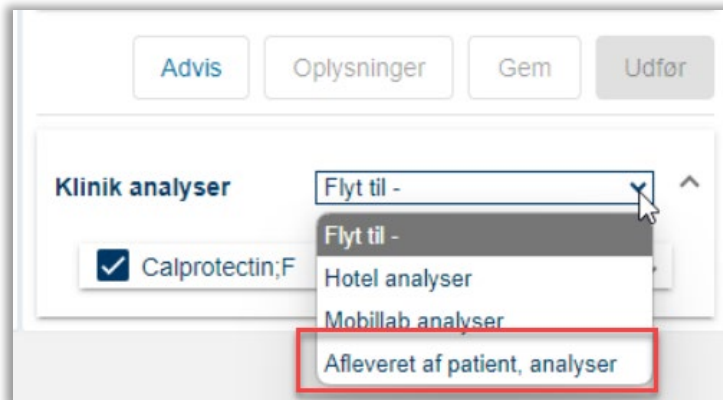 Advis Oplysninger Gem Udfør
Klinik analyser Flyt til -
Flyt til -
Calprotectin;F
Hotel analyser
Mobillab analyser
Afleveret af patient, analyser